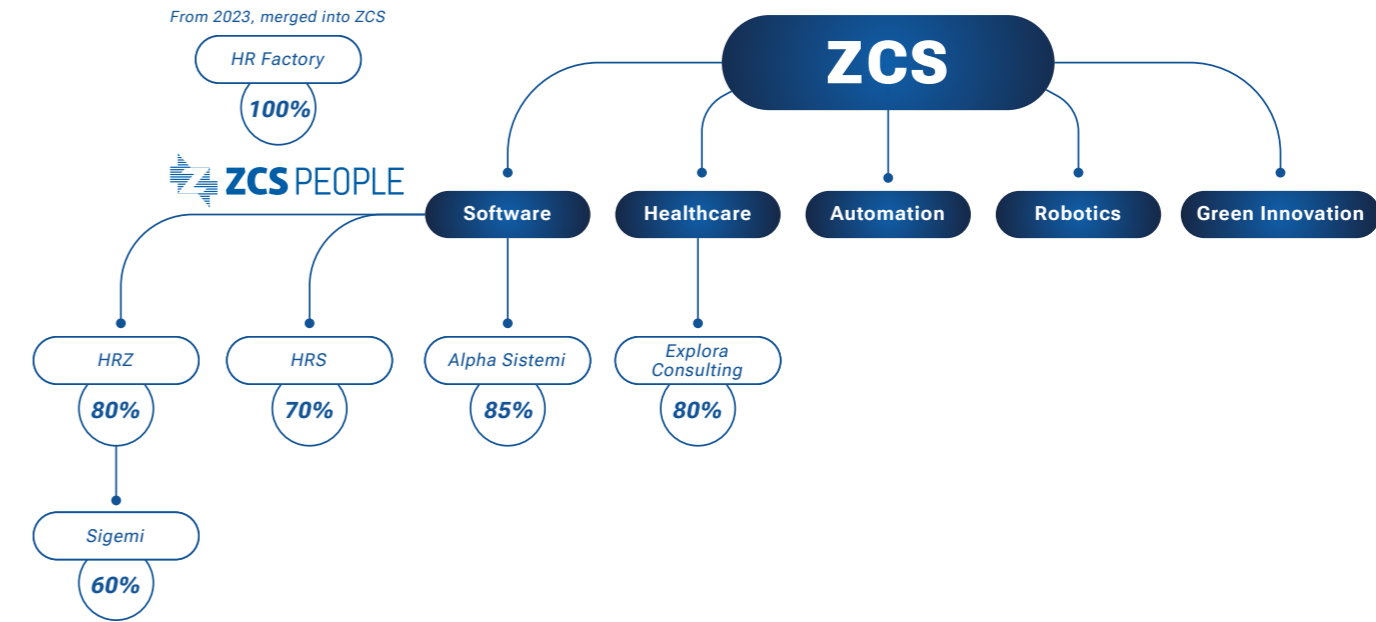 From 2023, merged into ZCS
HR Factory
100%
ZCS
ZCS PEOPLE
Software
Healthcare
Automation
Robotics
Green Innovation
HRZ
80%
HRS
70%
Alpha Sistemi
85%
Explora
Consulting
80%
Sigemi
60%